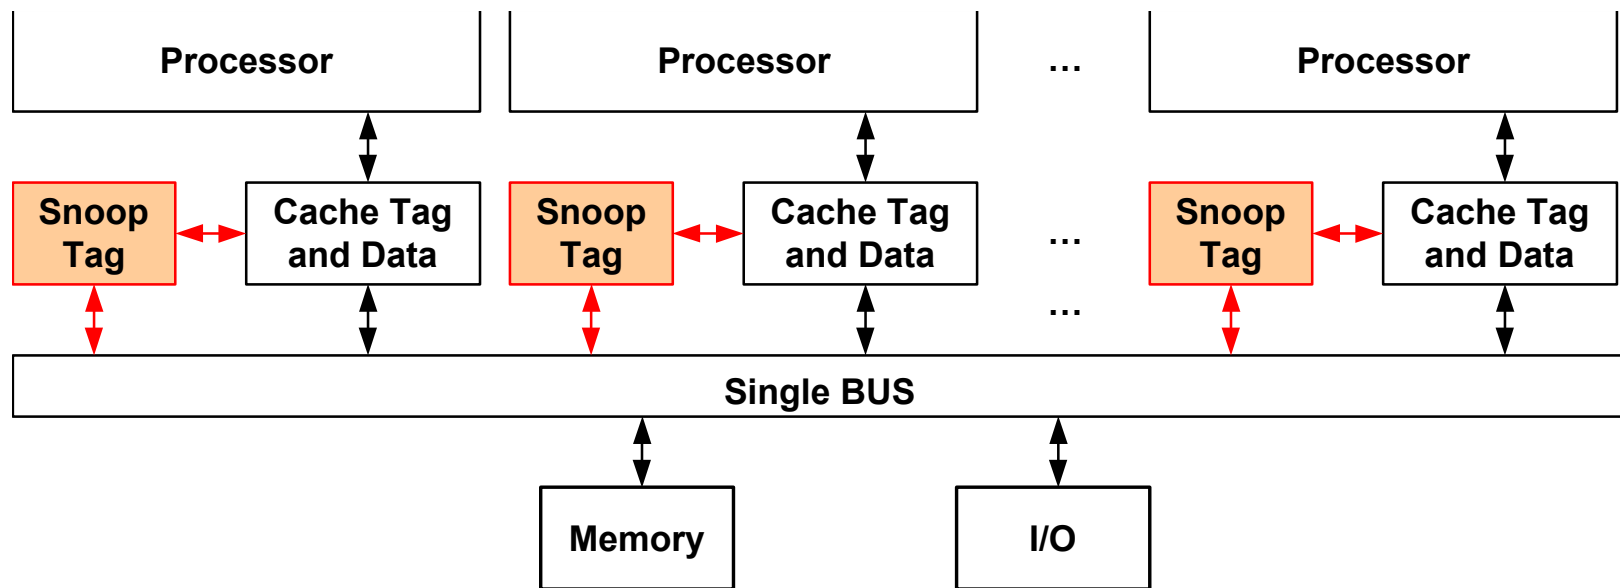 Processor
Processor
...
Processor
Snoop
Tag
Cache Tag
and Data
Snoop
Tag
Cache Tag
and Data
...
...
Snoop
Tag
Cache Tag
and Data
Single BUS
Memory
I/O